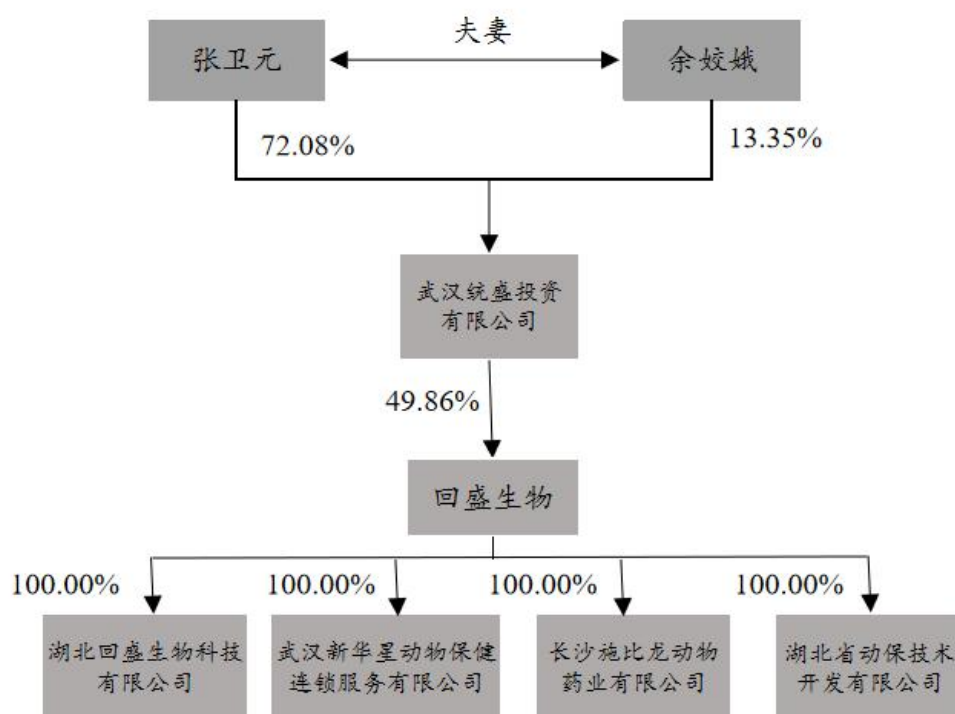 夫妻
张卫元
余姣娥
72.08%
13.35%
武汉统盛投资
有限公司
49.86%
回盛生物
100.00%
100.00%
100.00%
100.00%
湖北回盛生物科技
有限公司
武汉新华星动物保健
连锁服务有限公司
长沙施比龙动物
药业有限公司
湖北省动保技术
开发有限公司